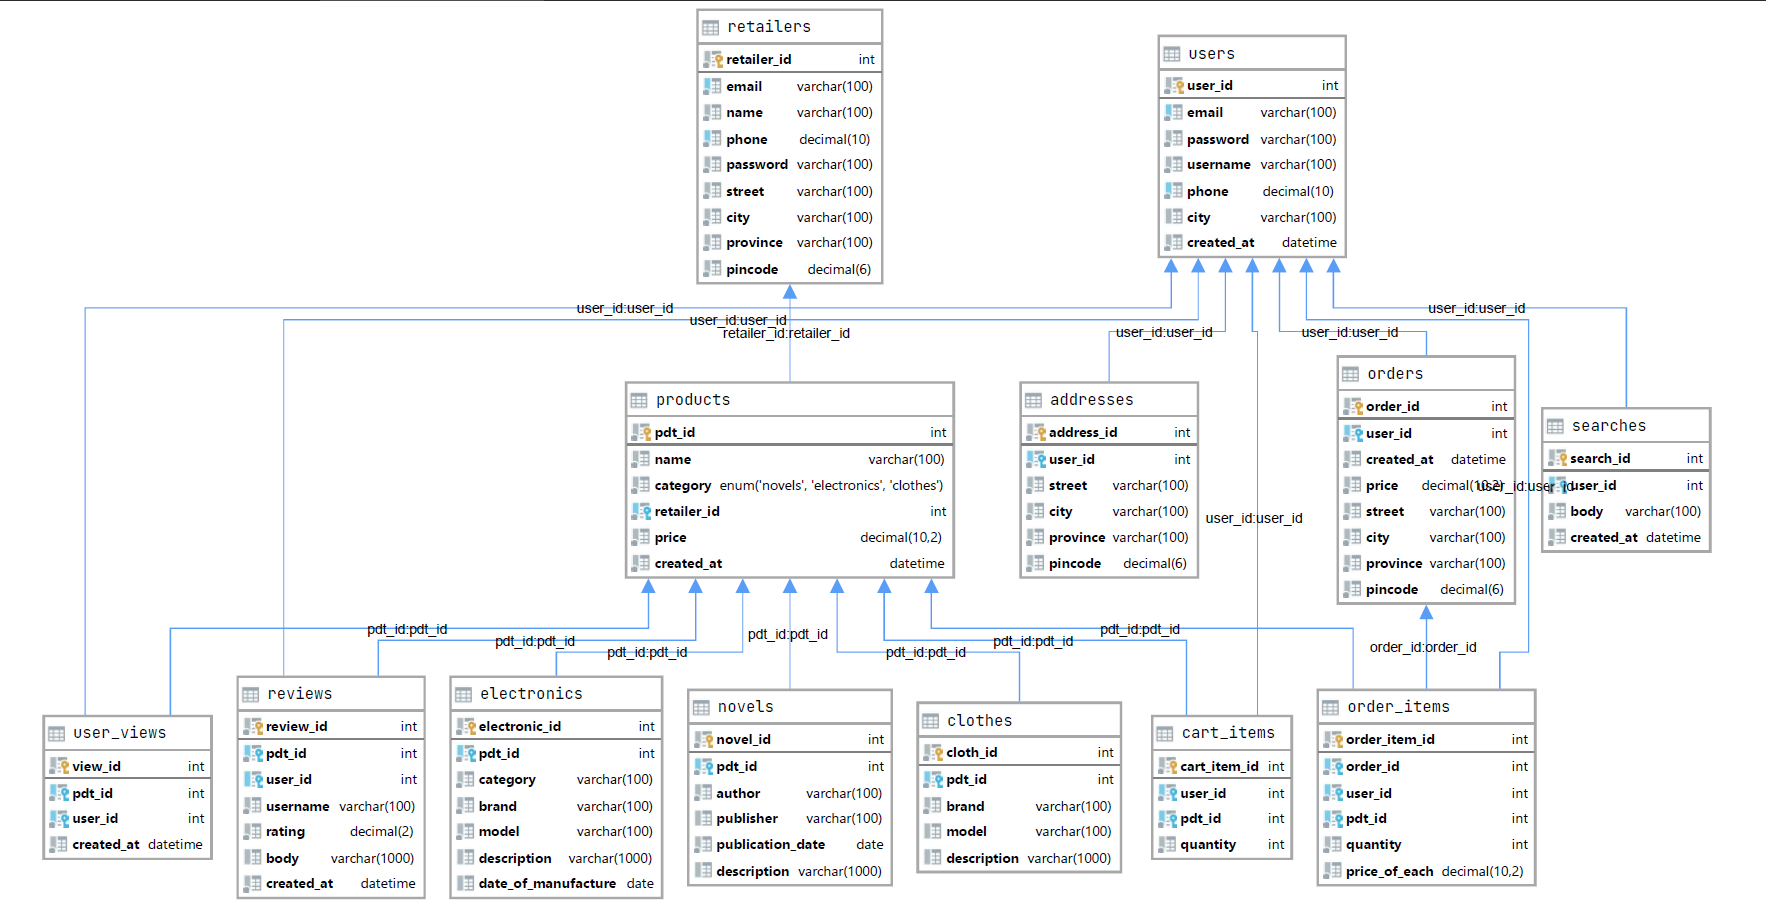 retailers
retailer_id int
email varchar(100)
name varchar(100)
phone decimal(10)
password varchar(100)
street varchar(100)
city varchar(100)
province varchar(100)
pincode decimal(6)
users
user_id int
email varchar(100)
password varchar(100)
username varchar(100)
phone decimal(10)
city varchar(100)
created_at datetime
user_id:user_id
user_id:user_id
retailer_id:retailer_id
user_id:user_id
user_id:user_id
user_id:user_id
products
pdt_id int
name varchar(100)
category enum('novels', 'electronics', 'clothes')
retailer_id int
price decimal(10,2)
created_at datetime
addresses
address_id int
user_id int
street varchar(100)
city varchar(100)
province varchar(100)
pincode decimal(6)
user_id:user_id
orders
order_id int
user_id int
created_at datetime
price decimal(10,2)
street varchar(100)
city varchar(100)
province varchar(100)
pincode decimal(6)
user_id:user_id
searches
search_id int
user_id int
body varchar(100)
created_at datetime
pdt_id:pdt_id
pdt_id:pdt_id
pdt_id:pdt_id
pdt_id:pdt_id
pdt_id:pdt_id
pdt_id:pdt_id
pdt_id:pdt_id
order_id:order_id
user_views
view_id int
pdt_id int
user_id int
created_at datetime
reviews
review_id int
pdt_id int
user_id int
username varchar(100)
rating decimal(2)
body varchar(1000)
created_at datetime
electronics
electronic_id int
pdt_id int
category varchar(100)
brand varchar(100)
model varchar(100)
description varchar(1000)
date_of_manufacture date
novels
novel_id int
pdt_id int
author varchar(100)
publisher varchar(100)
publication_date date
description varchar(1000)
clothes
cloth_id int
pdt_id int
brand varchar(100)
model varchar(100)
description varchar(1000)
cart_items
cart_item_id int
user_id int
pdt_id int
quantity int
order_items
order_item_id int
order_id int
user_id int
pdt_id int
quantity int
price_of_each decimal(10,2)